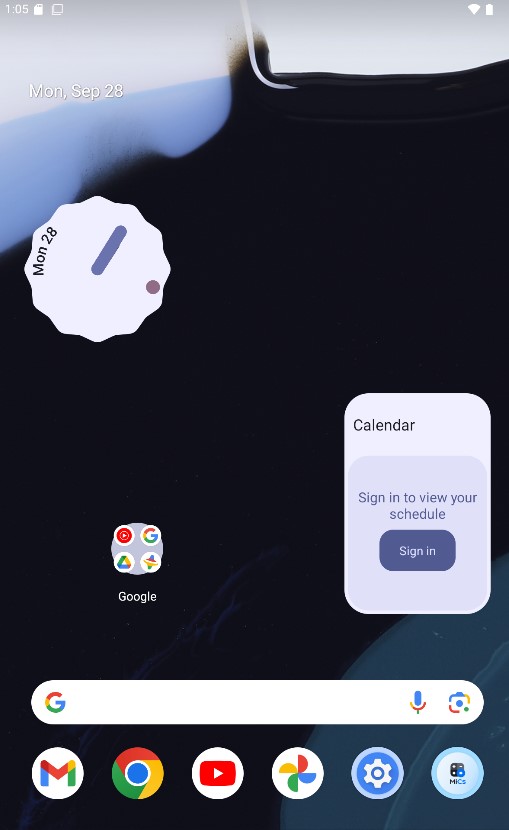 1:05
Mon, Sep 28
Mon 28
Calendar
Sign in to view your
schedule
Sign in
Google
MiCs